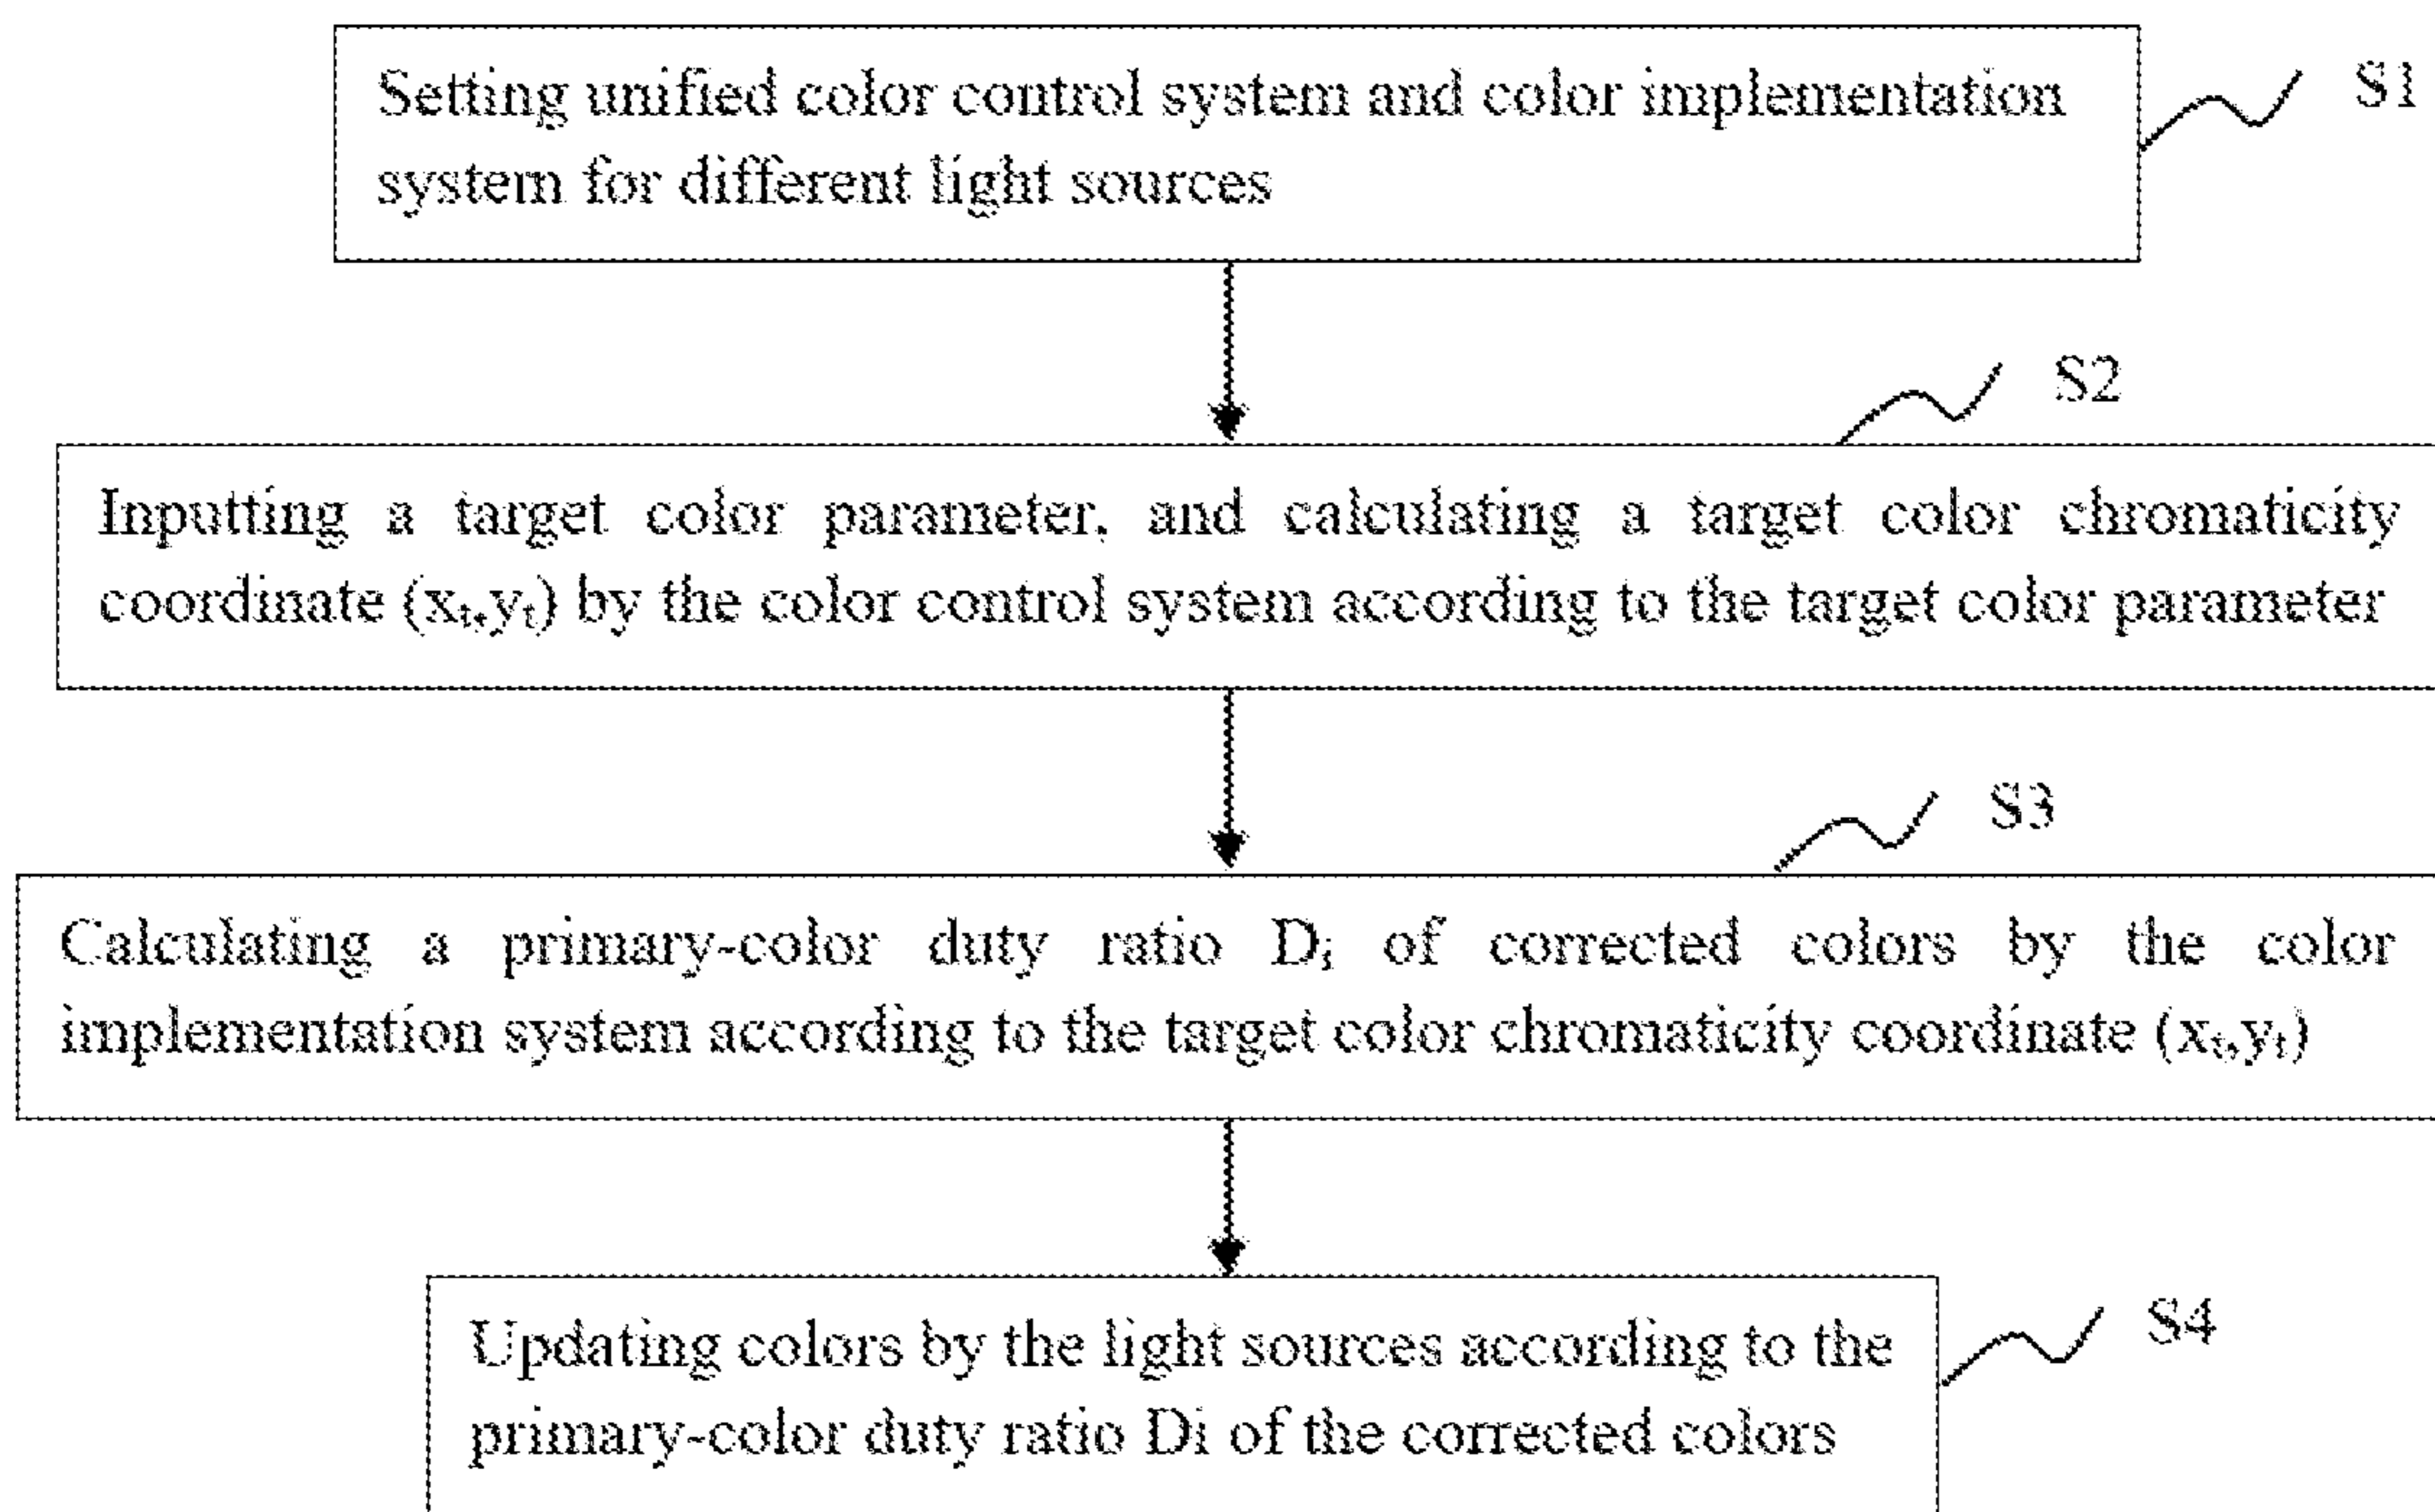 Setting unified color control system and color implementation
system for different light sources
S1
S2
Inputting a target color parameter, and calculating a target color chromaticity
coordinate (xₜ,yₜ) by the color control system according to the target color parameter
S3
Calculating a primary-color duty ratio Dᵢ of corrected colors by the color
implementation system according to the target color chromaticity coordinate (xₜ,yₜ)
Updating colors by the light sources according to the
primary-color duty ratio Di of the corrected colors
S4